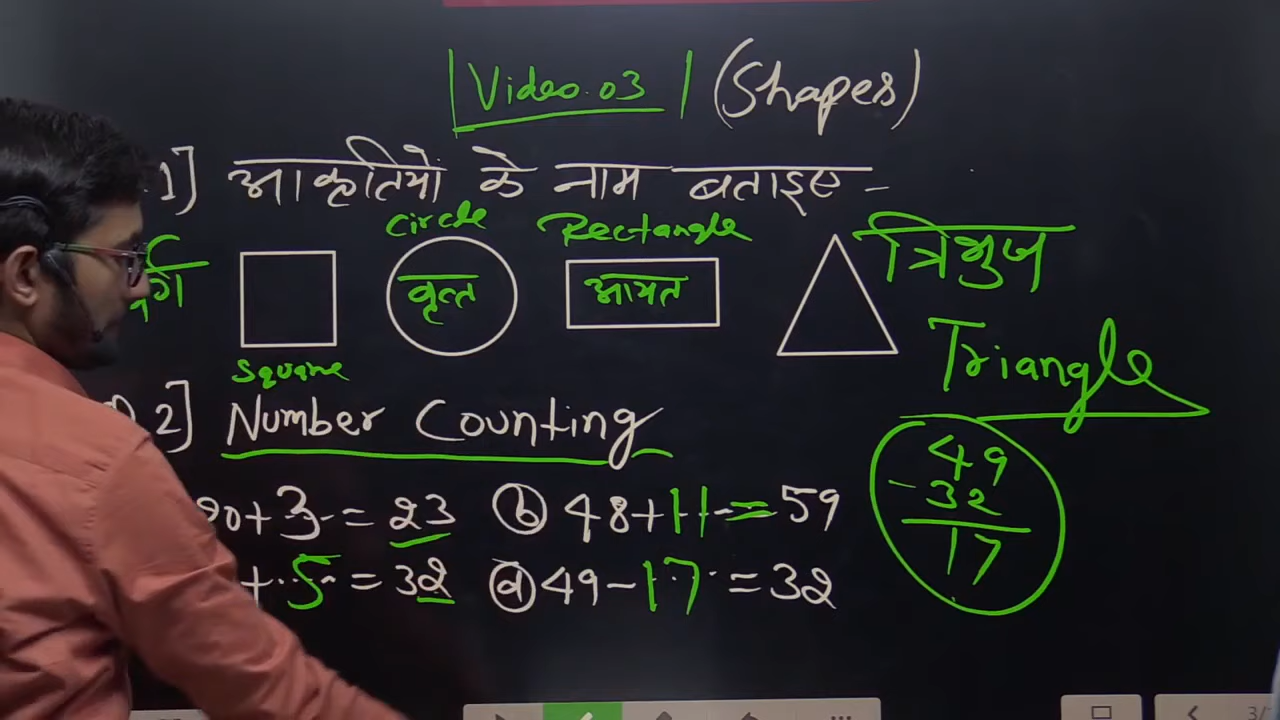 Video.03 (Shapes)
.1] आकृतियों के नाम बताइए -
Circle Rectangle त्रिभुज
वृत्त आयत
Square Triangle
2] Number Counting
20+3=23 (b) 48+11=59
+5=32 (d) 49-17=32
49
-32
17